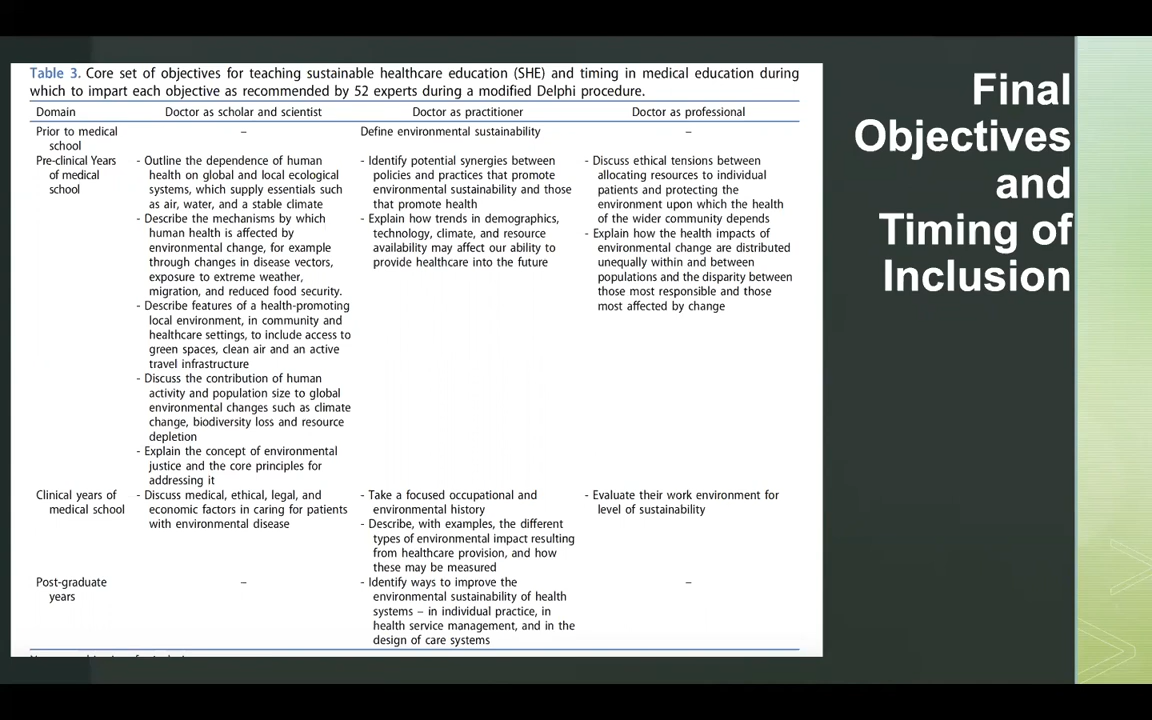 Table 3. Core set of objectives for teaching sustainable healthcare education (SHE) and timing in medical education during
which to impart each objective as recommended by 52 experts during a modified Delphi procedure.
Domain
Doctor as scholar and scientist
Doctor as practitioner
Doctor as professional
Prior to medical
school
–
Define environmental sustainability
–
Pre-clinical Years
of medical
school
- Outline the dependence of human
health on global and local ecological
systems, which supply essentials such
as air, water, and a stable climate
- Describe the mechanisms by which
human health is affected by
environmental change, for example
through changes in disease vectors,
exposure to extreme weather,
migration, and reduced food security.
- Describe features of a health-promoting
local environment, in community and
healthcare settings, to include access to
green spaces, clean air and an active
travel infrastructure
- Discuss the contribution of human
activity and population size to global
environmental changes such as climate
change, biodiversity loss and resource
depletion
- Explain the concept of environmental
justice and the core principles for
addressing it
- Identify potential synergies between
policies and practices that promote
environmental sustainability and those
that promote health
- Explain how trends in demographics,
technology, climate, and resource
availability may affect our ability to
provide healthcare into the future
- Discuss ethical tensions between
allocating resources to individual
patients and protecting the
environment upon which the health
of the wider community depends
- Explain how the health impacts of
environmental change are distributed
unequally within and between
populations and the disparity between
those most responsible and those
most affected by change
Clinical years of
medical school
- Discuss medical, ethical, legal, and
economic factors in caring for patients
with environmental disease
- Take a focused occupational and
environmental history
- Describe, with examples, the different
types of environmental impact resulting
from healthcare provision, and how
these may be measured
- Evaluate their work environment for
level of sustainability
Post-graduate
years
–
- Identify ways to improve the
environmental sustainability of health
systems – in individual practice, in
health service management, and in the
design of care systems
–
Final
Objectives
and
Timing of
Inclusion